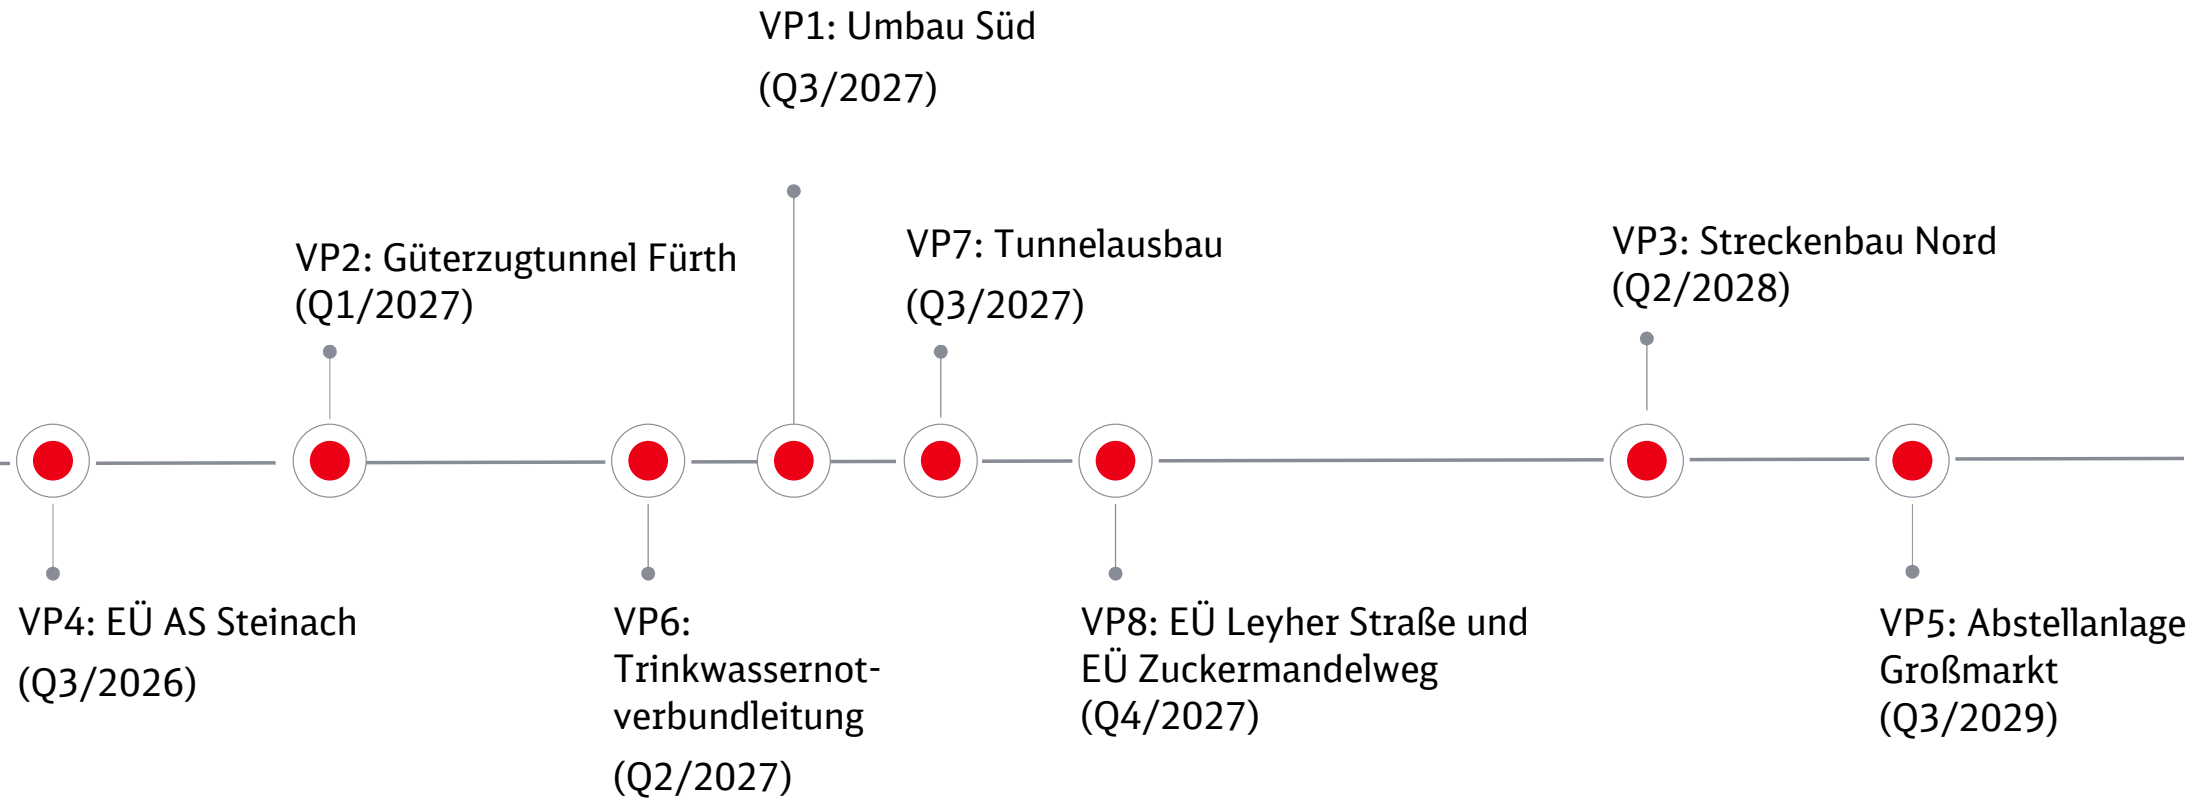 VP1: Umbau Süd
(Q3/2027)
VP2: Güterzugtunnel Fürth
(Q1/2027)
VP7: Tunnelausbau
(Q3/2027)
VP3: Streckenbau Nord
(Q2/2028)
VP4: EÜ AS Steinach
(Q3/2026)
VP6:
Trinkwassernot-
verbundleitung
(Q2/2027)
VP8: EÜ Leyher Straße und
EÜ Zuckermandelweg
(Q4/2027)
VP5: Abstellanlage
Großmarkt
(Q3/2029)